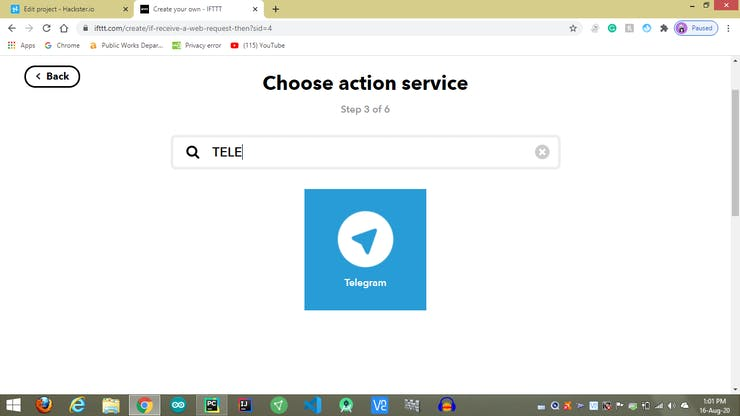 Edit project - Hackster.io
Create your own - IFTTT
ifttt.com/create/if-receive-a-web-request-then?sid=4
Paused
Apps
Chrome
Public Works Depar...
Privacy error
(115) YouTube
Back
Choose action service
Step 3 of 6
TELE
Telegram
1:01 PM
16-Aug-20